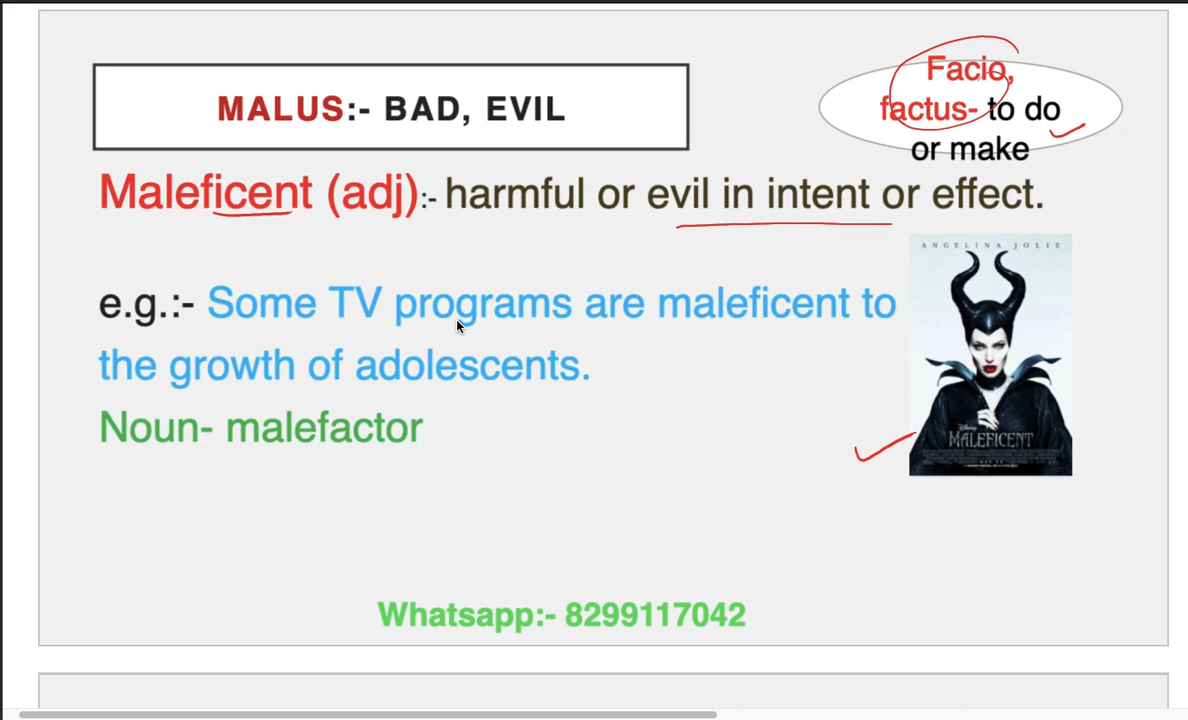 Facio,
MALUS:- BAD, EVIL
factus- to do
or make
Maleficent (adj):- harmful or evil in intent or effect.
ANGELINA JOLIE
e.g.:- Some TV programs are maleficent to
the growth of adolescents.
Noun- malefactor
Disney
MALEFICENT
Whatsapp:- 8299117042